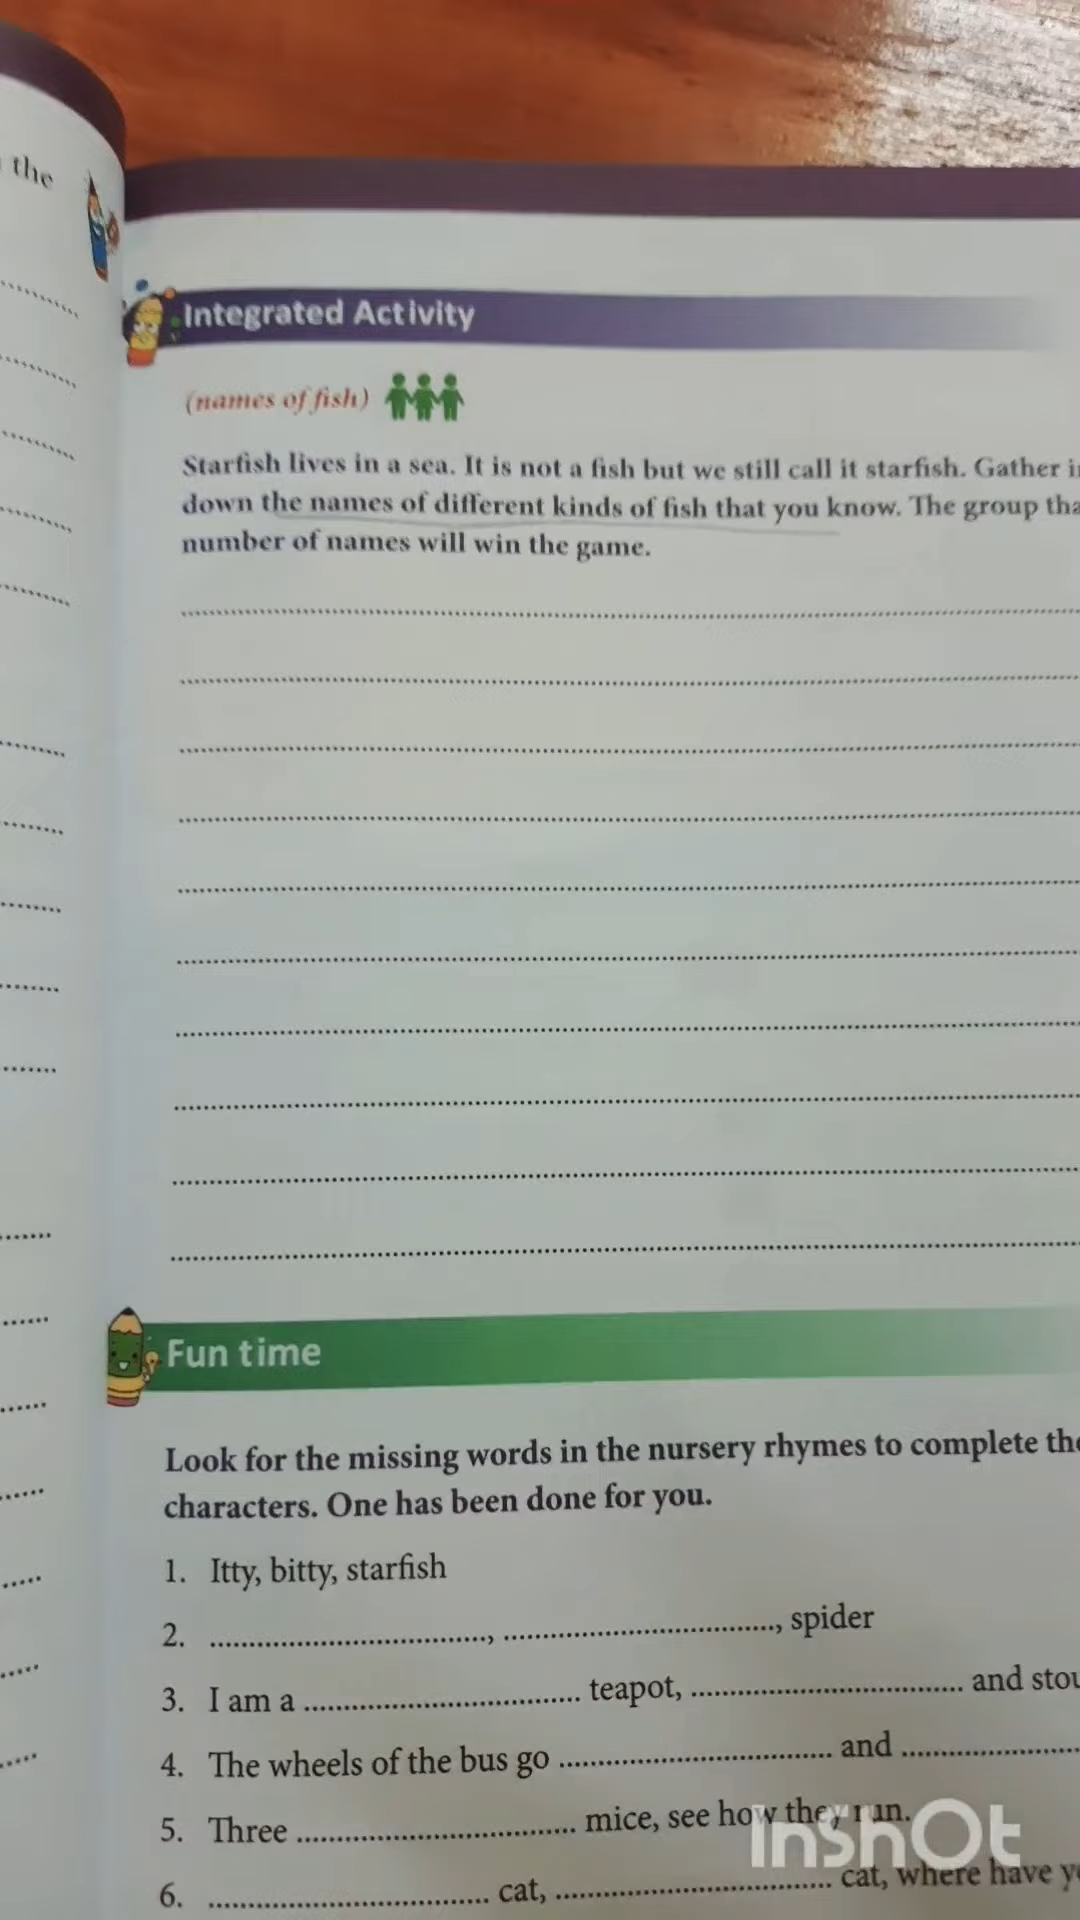 the
Integrated Activity
(names of fish)
Starfish lives in a sea. It is not a fish but we still call it starfish. Gather
down the names of different kinds of fish that you know. The group
number of names will win the game.
Fun time
Look for the missing words in the nursery rhymes to complete
characters. One has been done for you.
1. Itty, bitty, starfish
2. ...................................., ...................................., spider
3. I am a .................................... teapot, .................................... and
4. The wheels of the bus go .................................... and ....................................
5. Three .................................... mice, see how they run.
6. .................................... cat, .................................... cat, where have
InShOt